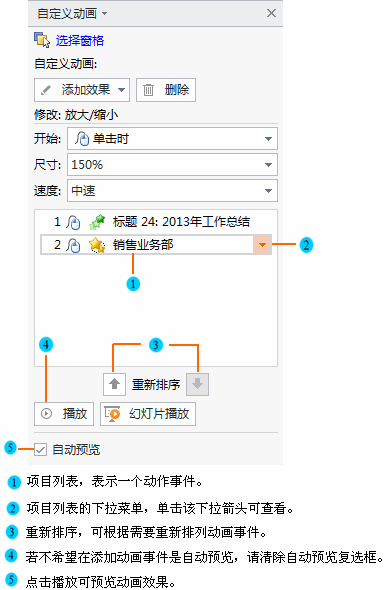 自定义动画
选择窗格
自定义动画:
添加效果 删除
修改: 放大/缩小
开始: 单击时
尺寸: 150%
速度: 中速
1 标题 24: 2013年工作总结
2 销售业务部
2
1
4
3
重新排序
播放 幻灯片播放
5 自动预览
1 项目列表，表示一个动作事件。
2 项目列表的下拉菜单，单击该下拉箭头可查看。
3 重新排序，可根据需要重新排列动画事件。
4 若不希望在添加动画事件是自动预览，请清除自动预览复选框。
5 点击播放可预览动画效果。